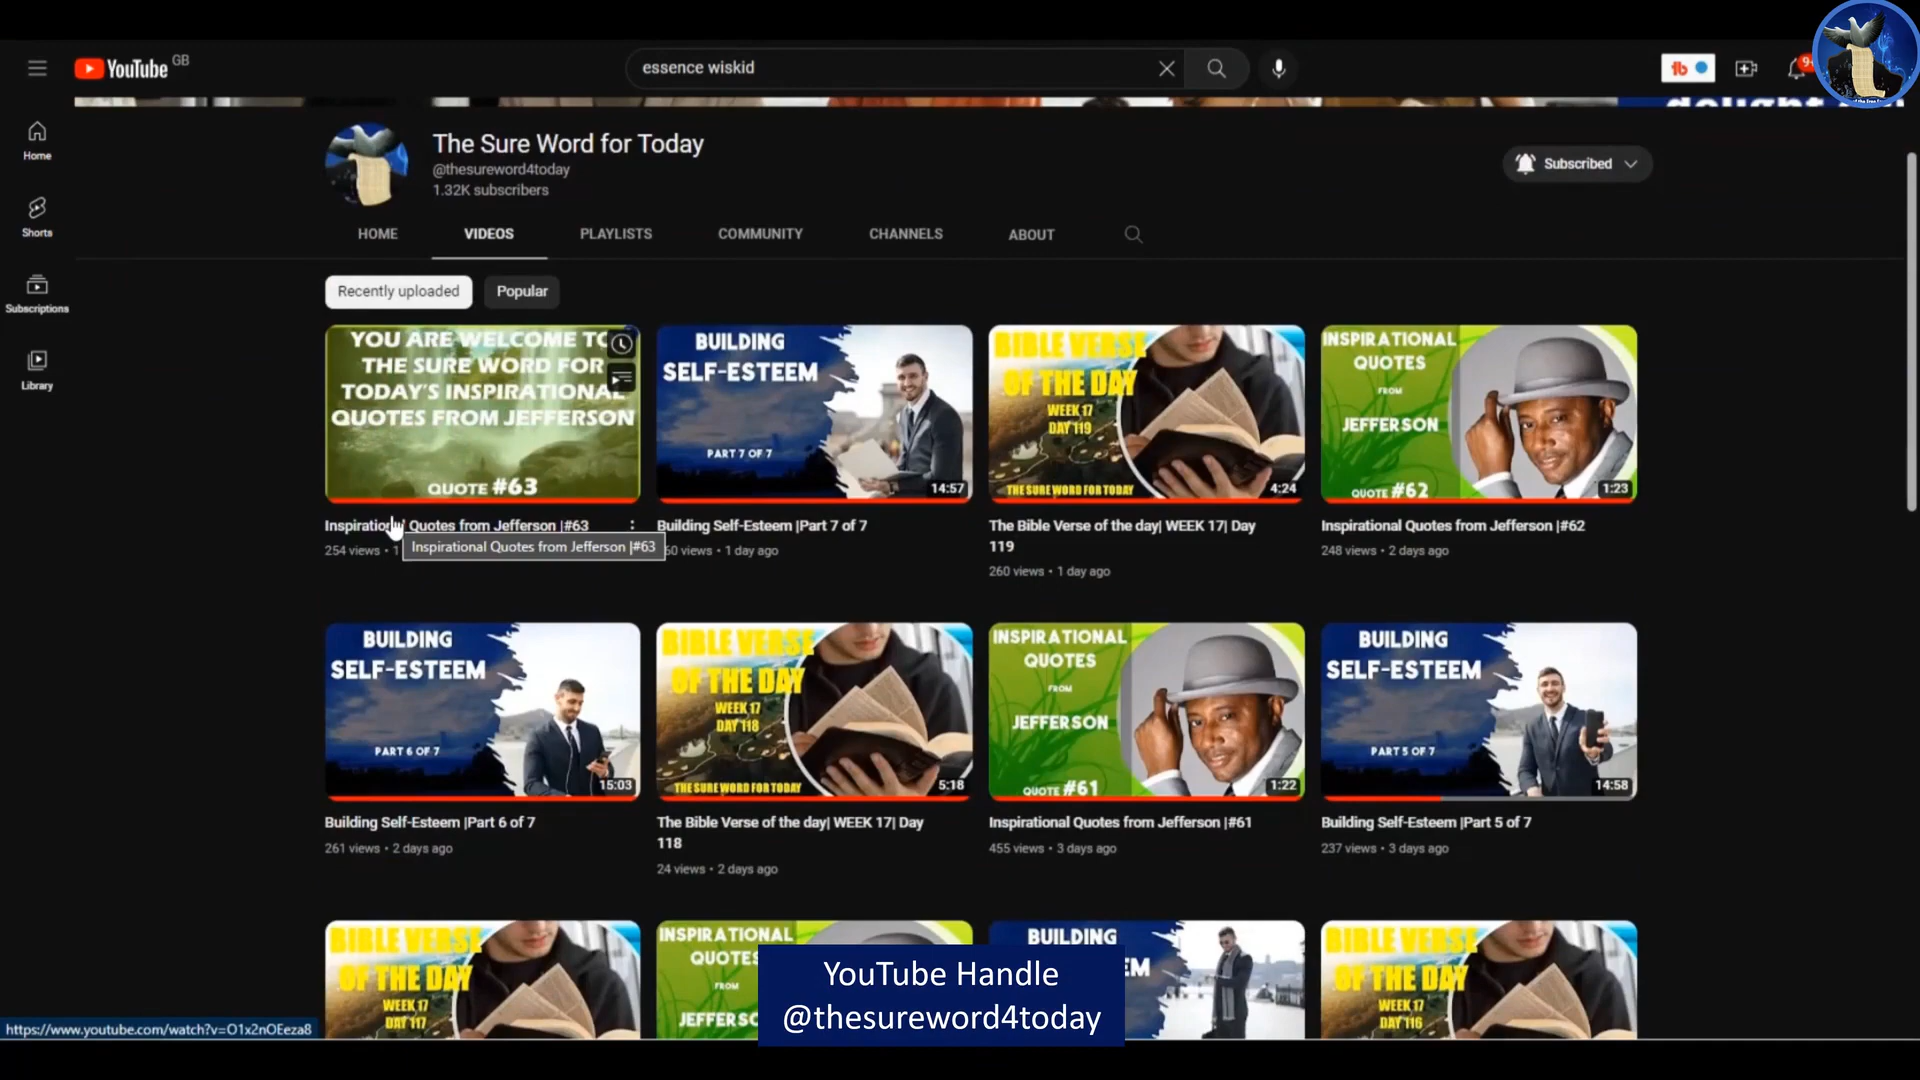 YouTube GB
essence wiskid
9+
Home
Shorts
Subscriptions
Library
The Sure Word for Today
@thesureword4today
1.32K subscribers
Subscribed
HOME
VIDEOS
PLAYLISTS
COMMUNITY
CHANNELS
ABOUT
Recently uploaded
Popular
YOU ARE WELCOME TO
THE SURE WORD FOR
TODAY'S INSPIRATIONAL
QUOTES FROM JEFFERSON
QUOTE #63
Inspirational Quotes from Jefferson |#63
254 views • 1
Inspirational Quotes from Jefferson |#63
BUILDING
SELF-ESTEEM
PART 7 OF 7
14:57
Building Self-Esteem |Part 7 of 7
60 views • 1 day ago
BIBLE VERSE
OF THE DAY
WEEK 17
DAY 119
THE SURE WORD FOR TODAY
4:24
The Bible Verse of the day| WEEK 17| Day
119
260 views • 1 day ago
INSPIRATIONAL
QUOTES
FROM
JEFFERSON
QUOTE #62
1:23
Inspirational Quotes from Jefferson |#62
248 views • 2 days ago
BUILDING
SELF-ESTEEM
PART 6 OF 7
15:03
Building Self-Esteem |Part 6 of 7
261 views • 2 days ago
BIBLE VERSE
OF THE DAY
WEEK 17
DAY 118
THE SURE WORD FOR TODAY
5:18
The Bible Verse of the day| WEEK 17| Day
118
24 views • 2 days ago
INSPIRATIONAL
QUOTES
FROM
JEFFERSON
QUOTE #61
1:22
Inspirational Quotes from Jefferson |#61
455 views • 3 days ago
BUILDING
SELF-ESTEEM
PART 5 OF 7
14:58
Building Self-Esteem |Part 5 of 7
237 views • 3 days ago
BIBLE VERSE
OF THE DAY
WEEK 17
DAY 117
INSPIRATIONAL
QUOTES
FROM
JEFFERSO
BUILDING
EM
BIBLE VERSE
OF THE DAY
WEEK 17
DAY 116
YouTube Handle
@thesureword4today
https://www.youtube.com/watch?v=O1x2nOEeza8